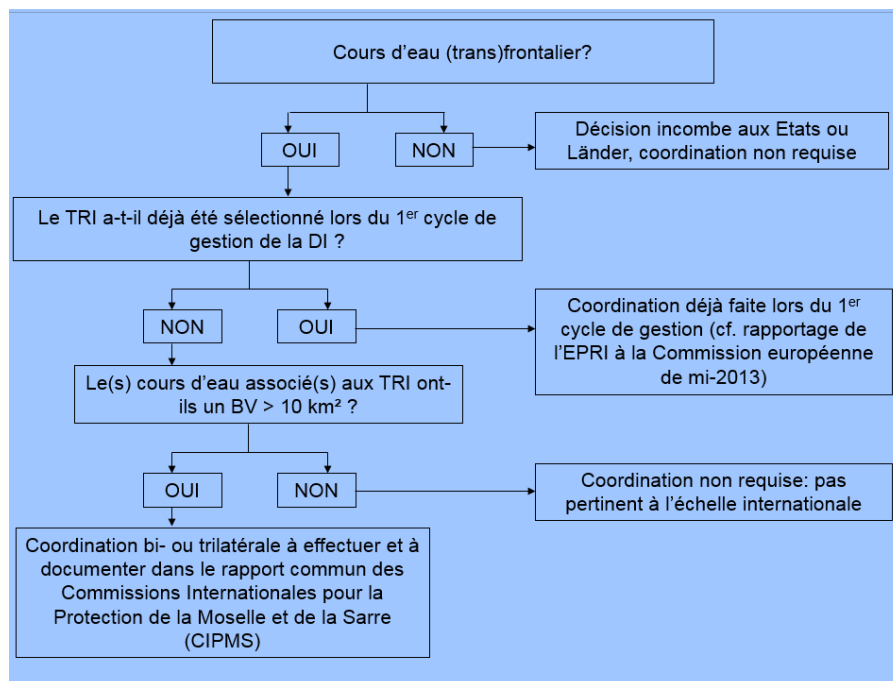 Cours d'eau (trans)frontalier?
OUI
NON
Décision incombe aux Etats ou
Länder, coordination non requise
Le TRI a-t-il déjà été sélectionné lors du 1er cycle de
gestion de la DI ?
NON
OUI
Coordination déjà faite lors du 1er
cycle de gestion (cf. rapportage de
l'EPRI à la Commission européenne
de mi-2013)
Le(s) cours d'eau associé(s) aux TRI ont-
ils un BV > 10 km² ?
OUI
NON
Coordination non requise: pas
pertinent à l'échelle internationale
Coordination bi- ou trilatérale à effectuer et à
documenter dans le rapport commun des
Commissions Internationales pour la
Protection de la Moselle et de la Sarre
(CIPMS)